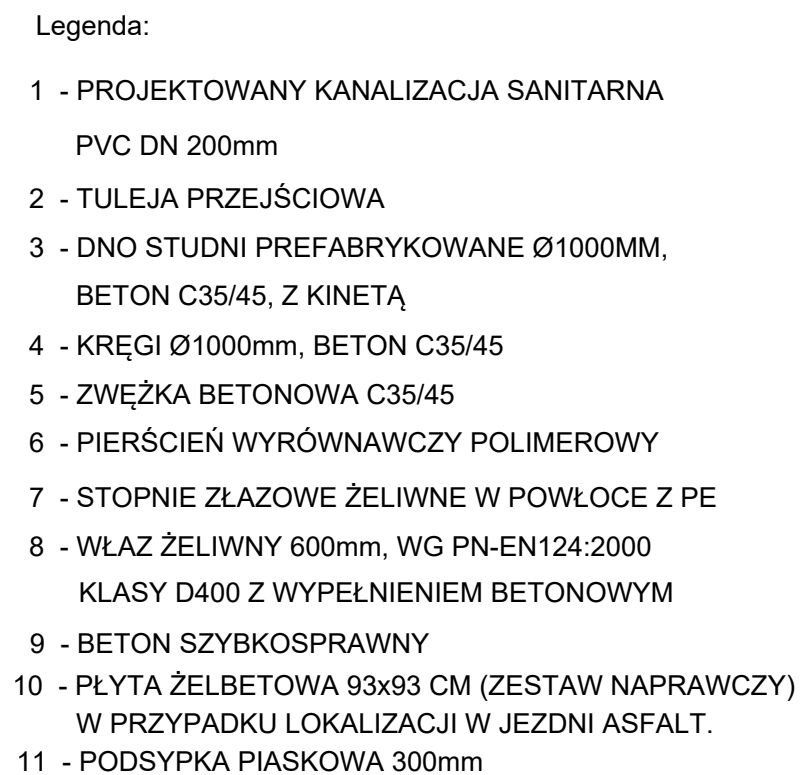 Legenda:
1 - PROJEKTOWANY KANALIZACJA SANITARNA
PVC DN 200mm
2 - TULEJA PRZEJŚCIOWA
3 - DNO STUDNI PREFABRYKOWANE Ø1000MM,
BETON C35/45, Z KINETĄ
4 - KRĘGI Ø1000mm, BETON C35/45
5 - ZWĘŻKA BETONOWA C35/45
6 - PIERŚCIEŃ WYRÓWNAWCZY POLIMEROWY
7 - STOPNIE ZŁAZOWE ŻELIWNE W POWŁOCE Z PE
8 - WŁAZ ŻELIWNY 600mm, WG PN-EN124:2000
KLASY D400 Z WYPEŁNIENIEM BETONOWYM
9 - BETON SZYBKOSPRAWNY
10 - PŁYTA ŻELBETOWA 93x93 CM (ZESTAW NAPRAWCZY)
W PRZYPADKU LOKALIZACJI W JEZDNI ASFALT.
11 - PODSYPKA PIASKOWA 300mm